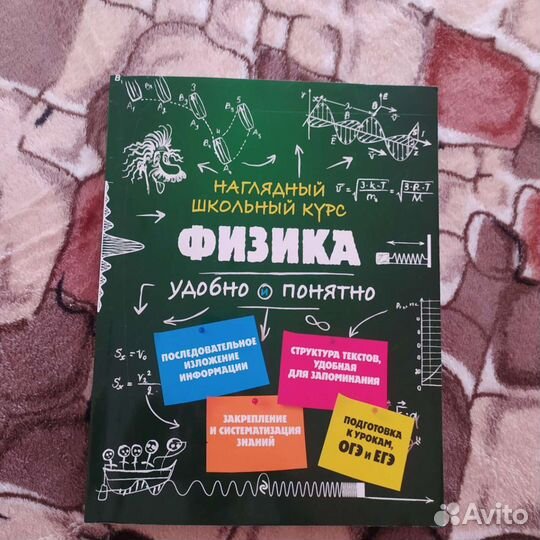 НАГЛЯДНЫЙ
ШКОЛЬНЫЙ КУРС
ФИЗИКА
УДОБНО И ПОНЯТНО
ПОСЛЕДОВАТЕЛЬНОЕ
ИЗЛОЖЕНИЕ
ИНФОРМАЦИИ
СТРУКТУРА ТЕКСТОВ,
УДОБНАЯ
ДЛЯ ЗАПОМИНАНИЯ
ЗАКРЕПЛЕНИЕ
И СИСТЕМАТИЗАЦИЯ
ЗНАНИЙ
ПОДГОТОВКА
К УРОКАМ,
ОГЭ и ЕГЭ
Avito